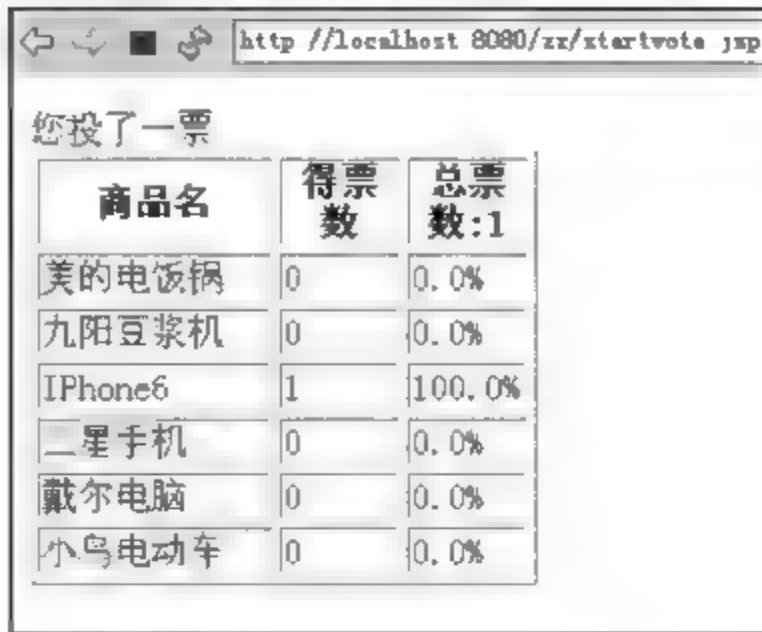 http //localhost 8080/zz/startvote jsp
您投了一票
商品名 得票数 总票数:1
美的电饭锅 0 0.0%
九阳豆浆机 0 0.0%
IPhone6 1 100.0%
二星手机 0 0.0%
戴尔电脑 0 0.0%
小鸟电动车 0 0.0%